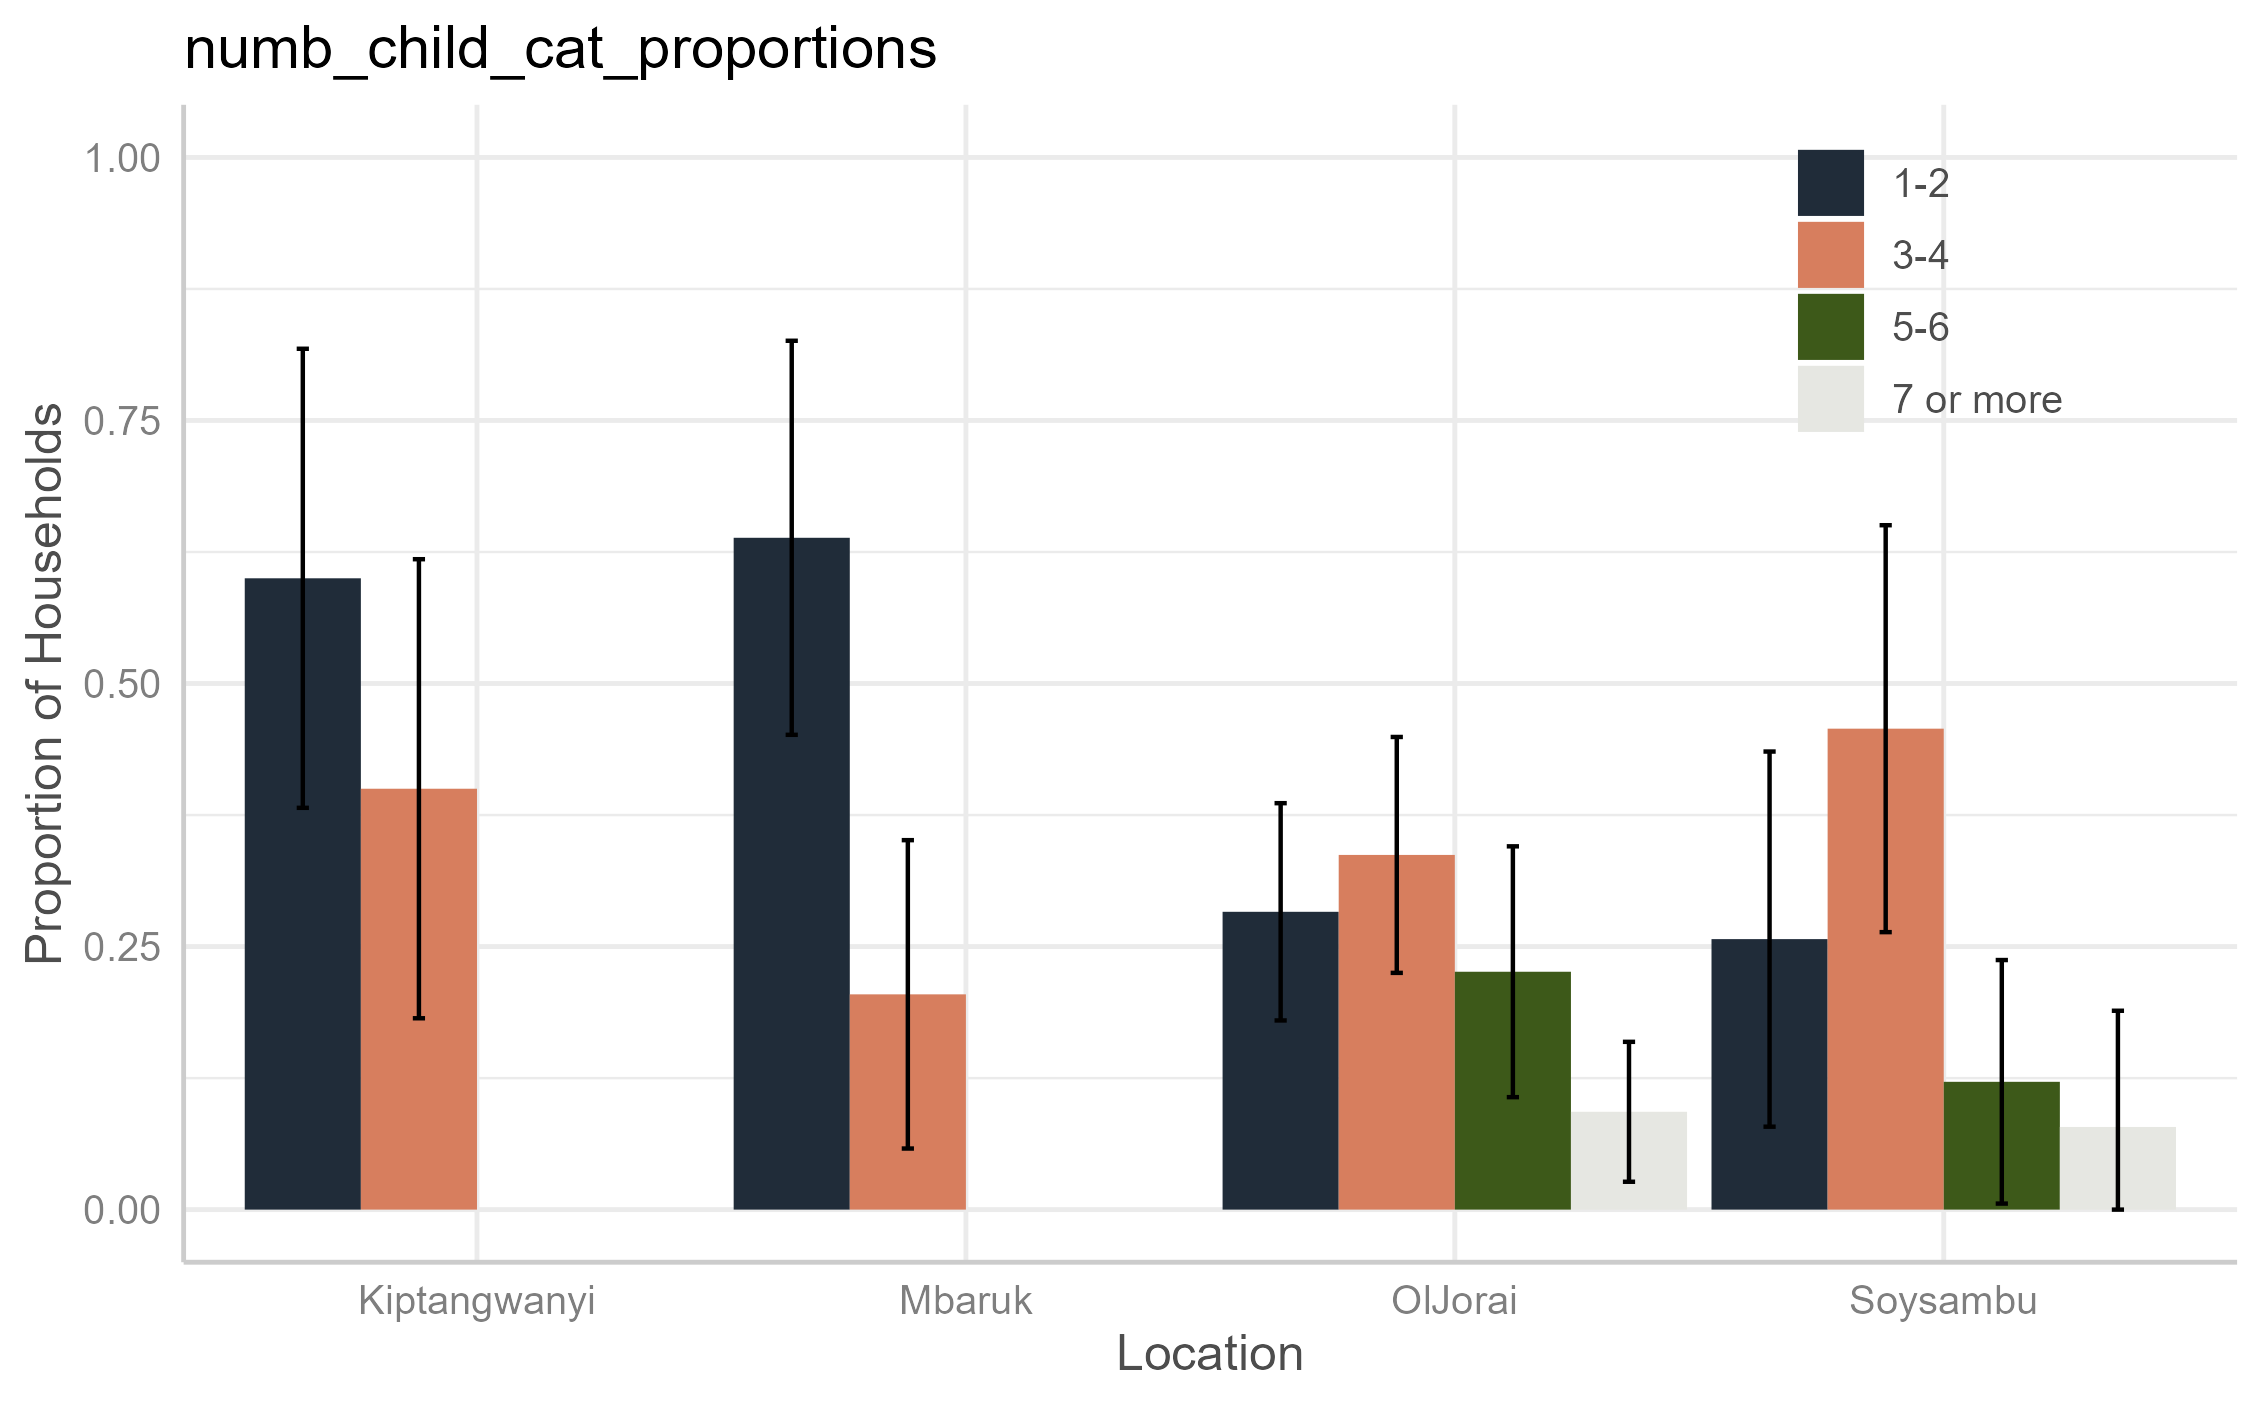 numb_child_cat_proportions
1.00
0.75
0.50
0.25
0.00
Proportion of Households
1-2
3-4
5-6
7 or more
Kiptangwanyi
Mbaruk
OlJorai
Soysambu
Location